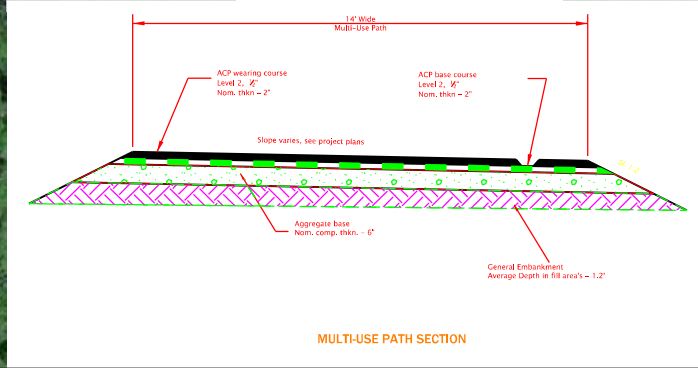 14' Wide
Multi-Use Path
ACP wearing course
Level 2, ½"
Nom. thkn - 2"
ACP base course
Level 2, ½"
Nom. thkn - 2"
Slope varies, see project plans
Aggregate base
Nom. comp. thkn. - 6"
General Embankment
Average Depth in fill area's - 1.2"
MULTI-USE PATH SECTION